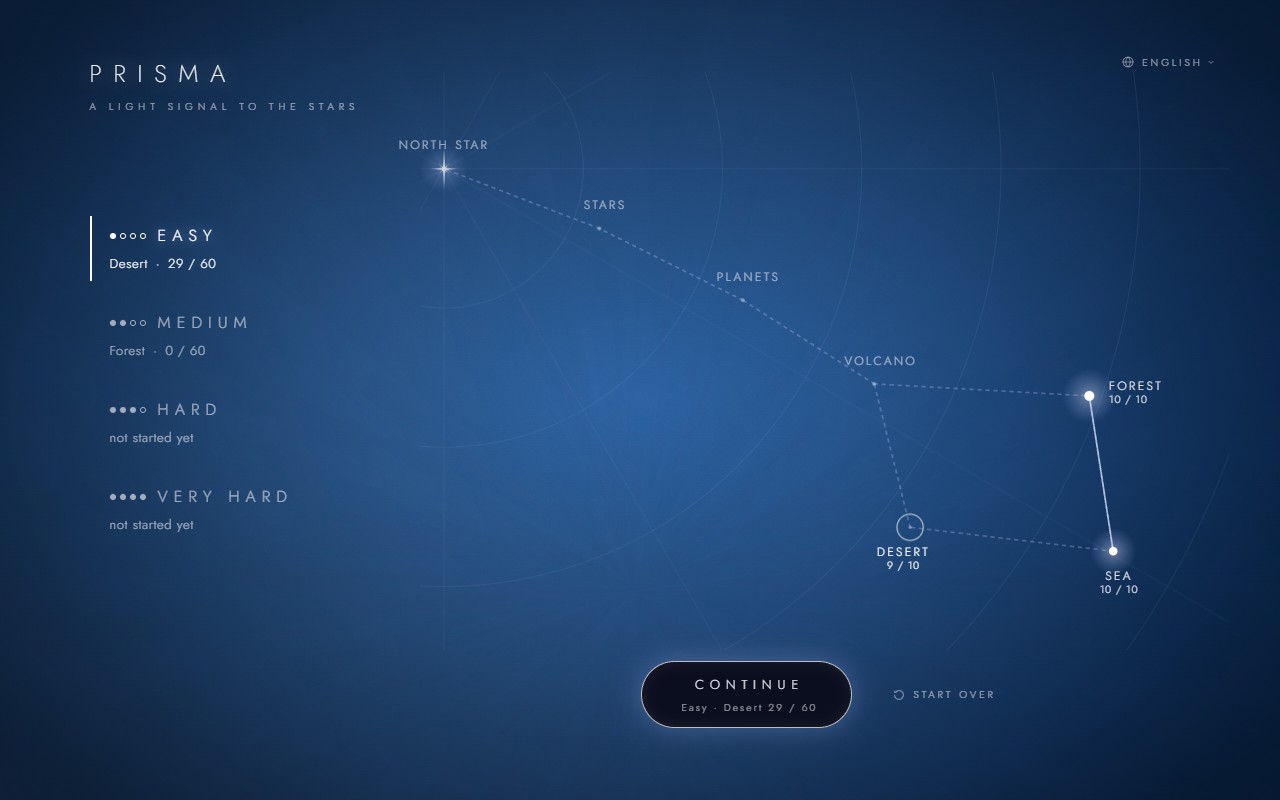 PRISMA
A LIGHT SIGNAL TO THE STARS
ENGLISH
NORTH STAR
STARS
PLANETS
VOLCANO
FOREST
10 / 10
DESERT
9 / 10
SEA
10 / 10
EASY
Desert · 29 / 60
MEDIUM
Forest · 0 / 60
HARD
not started yet
VERY HARD
not started yet
CONTINUE
Easy · Desert 29 / 60
START OVER